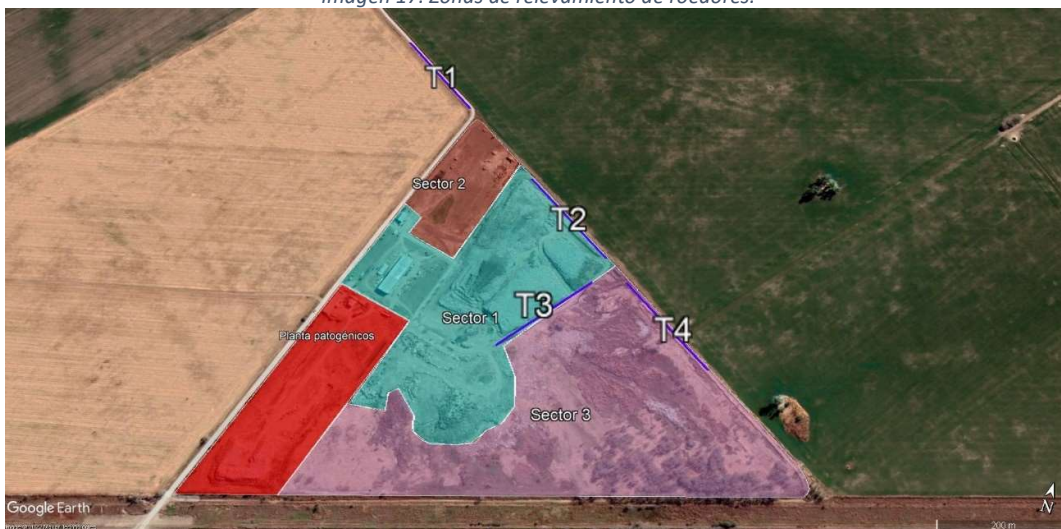 Imagen 17. Zonas de relevamiento de roedores.
T1
Sector 2
T2
T3
Sector 1
T4
Planta patogénicos
Sector 3
Google Earth
N
200 m